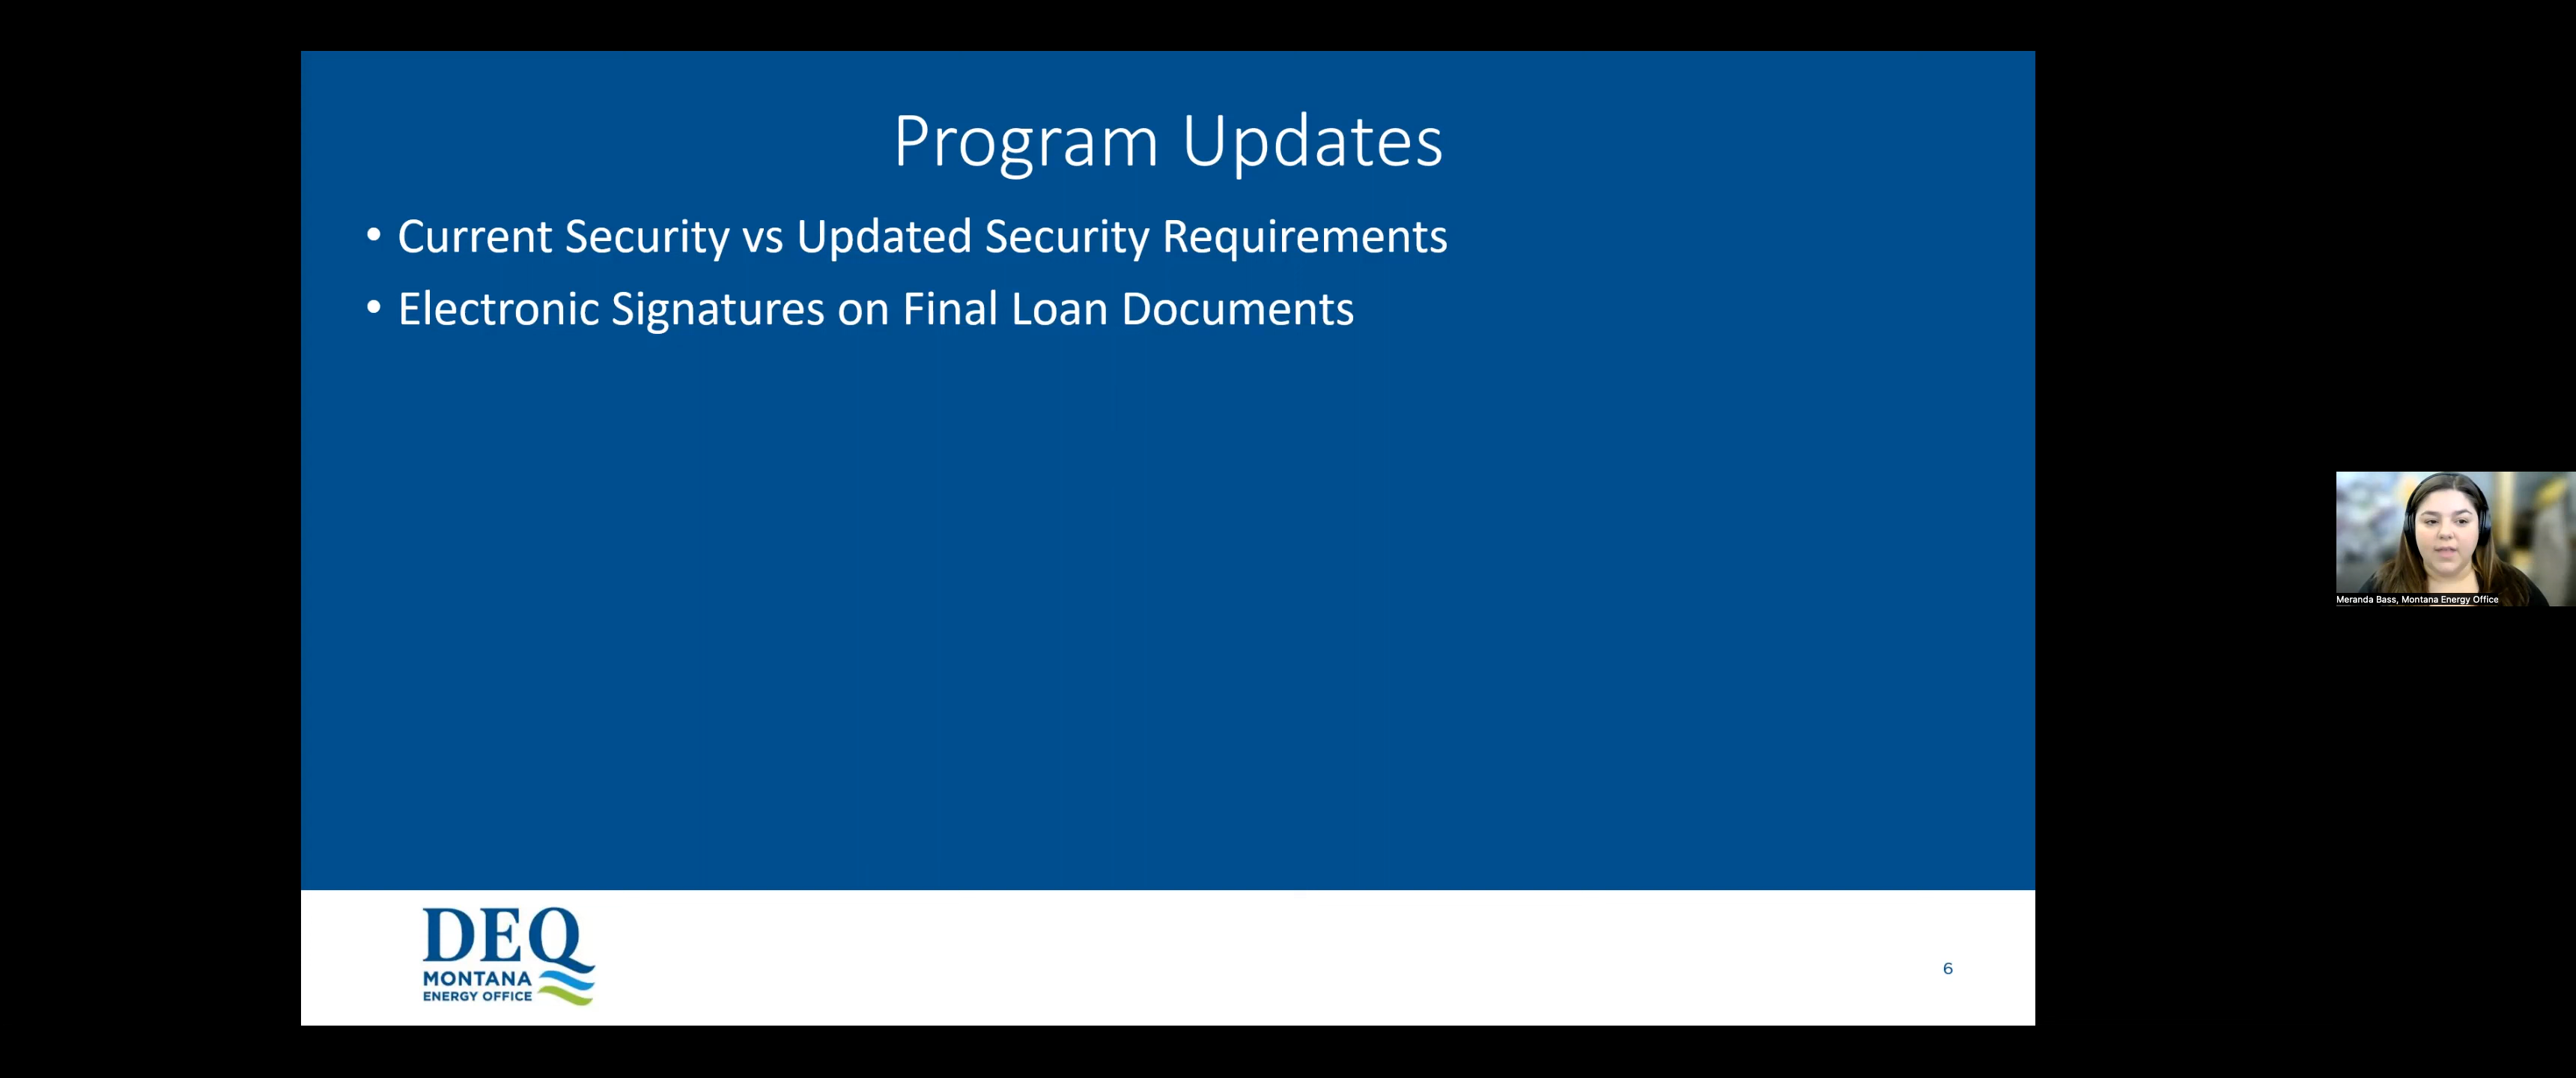 Program Updates
• Current Security vs Updated Security Requirements
• Electronic Signatures on Final Loan Documents
Meranda Bass, Montana Energy Office
DEQ
MONTANA
ENERGY OFFICE
6